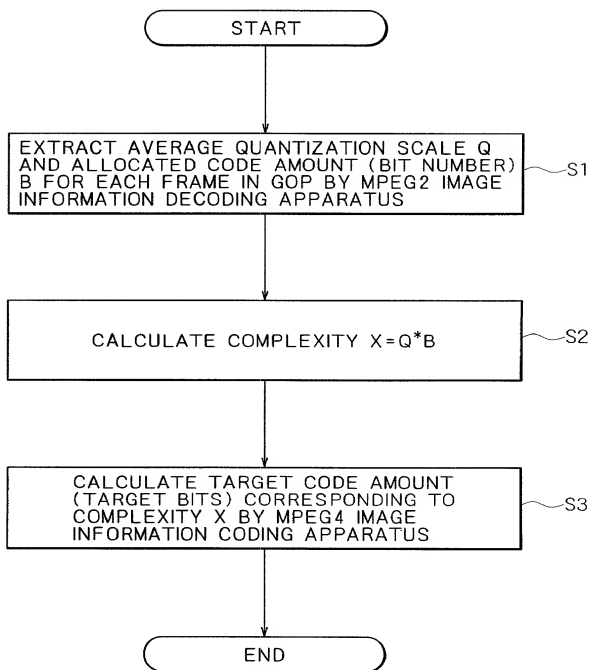 START
EXTRACT AVERAGE QUANTIZATION SCALE Q
AND ALLOCATED CODE AMOUNT (BIT NUMBER)
B FOR EACH FRAME IN GOP BY MPEG2 IMAGE
INFORMATION DECODING APPARATUS
S1
CALCULATE COMPLEXITY X=Q*B
S2
CALCULATE TARGET CODE AMOUNT
(TARGET BITS) CORRESPONDING TO
COMPLEXITY X BY MPEG4 IMAGE
INFORMATION CODING APPARATUS
S3
END